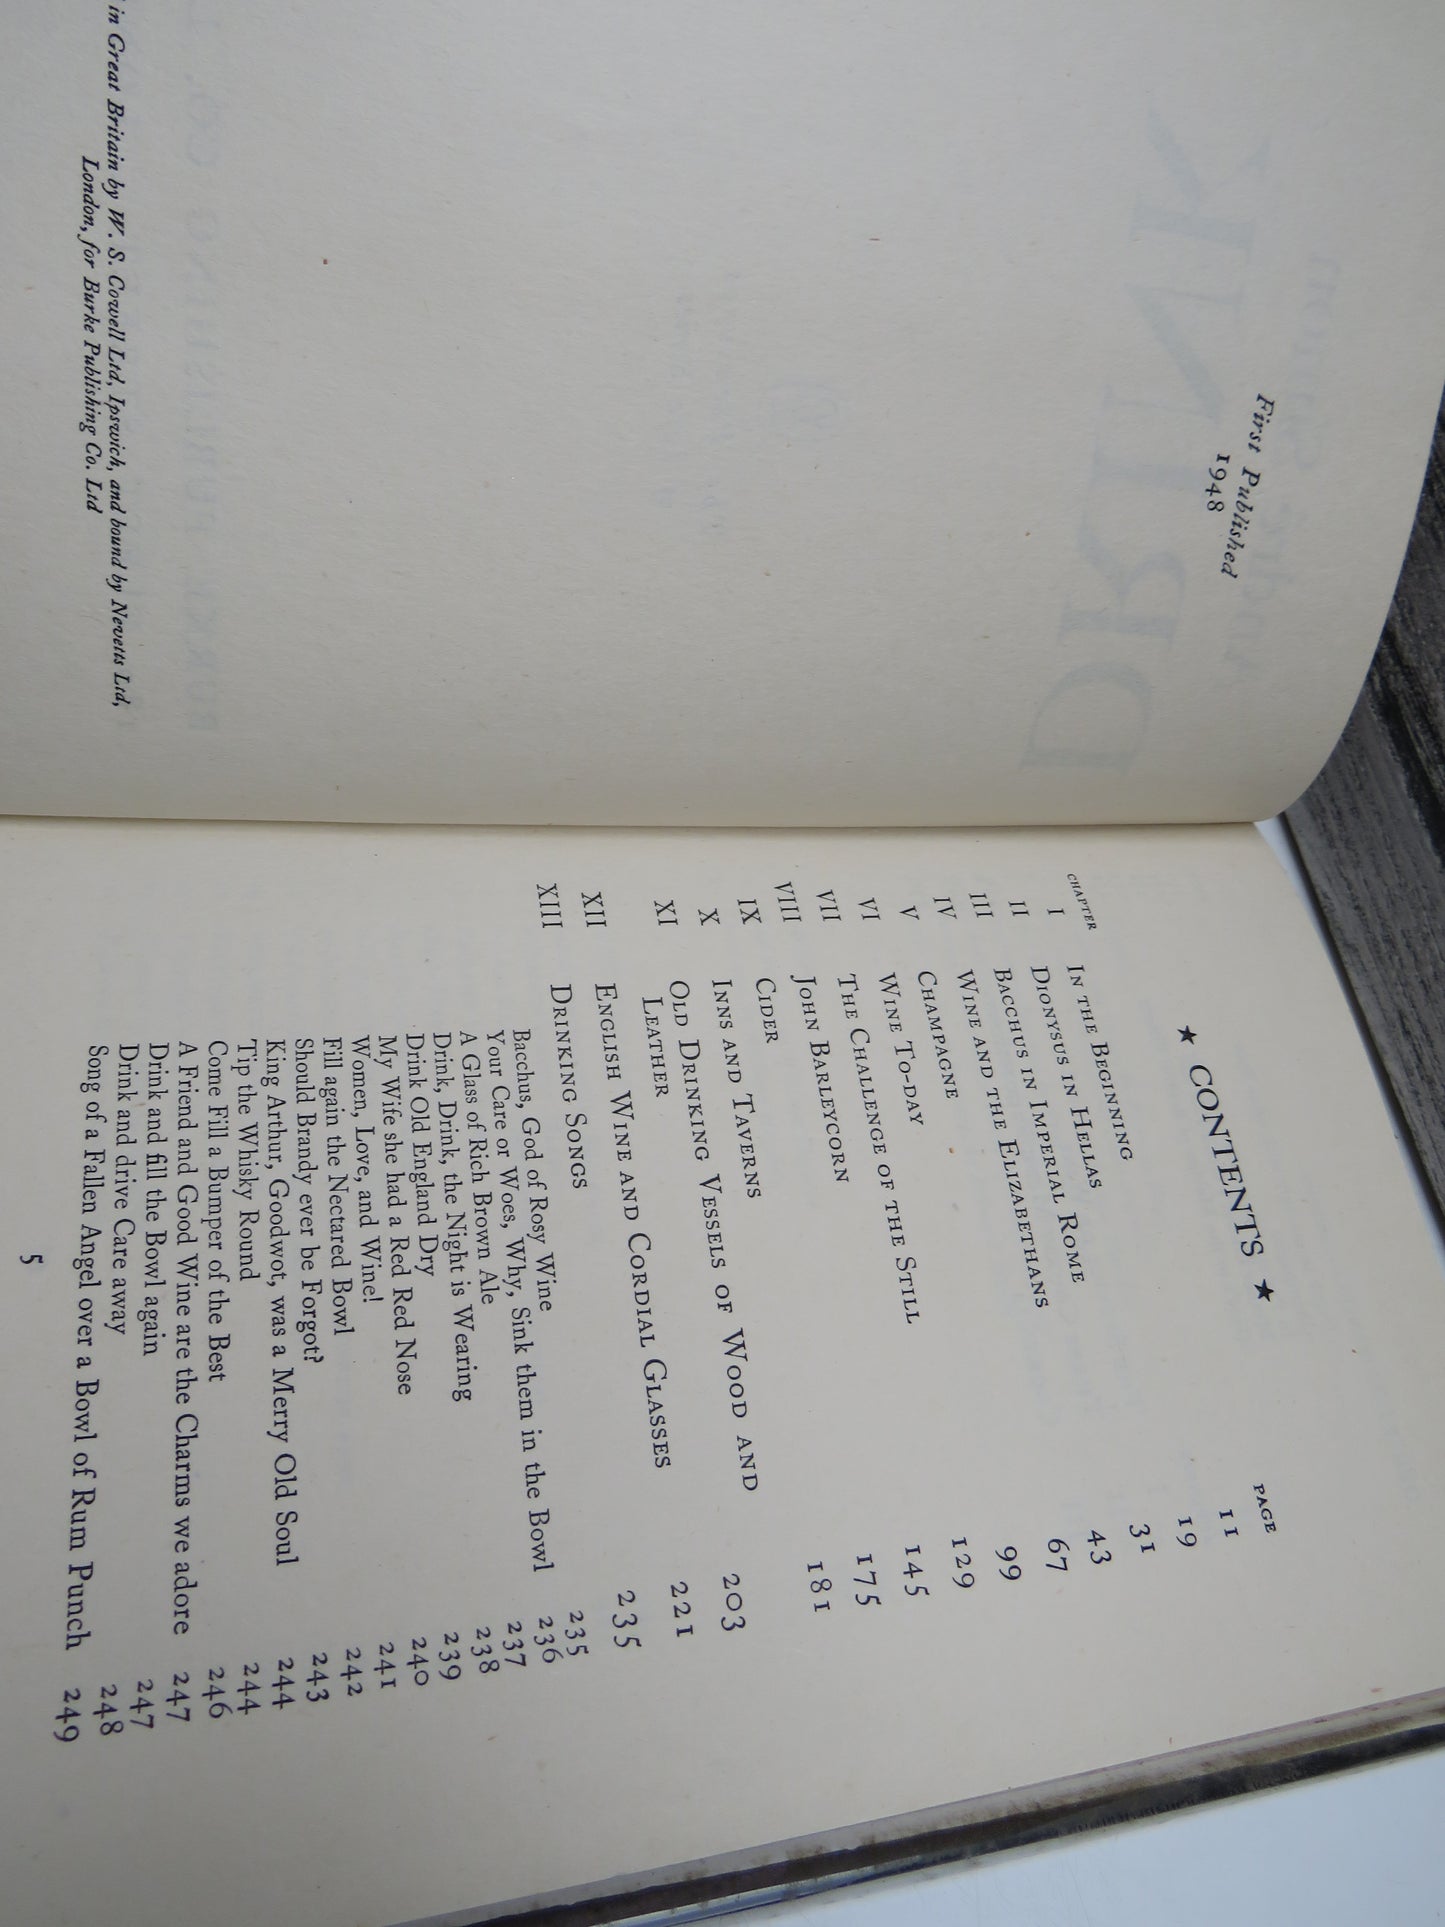 First Published
1948
in Great Britain by W. S. Cowell Ltd, Ipswich, and bound by Nevetts Ltd,
London, for Burke Publishing Co. Ltd
★ CONTENTS ★
CHAPTER PAGE
I IN THE BEGINNING 11
II DIONYSUS IN HELLAS 19
III BACCHUS IN IMPERIAL ROME 31
IV WINE AND THE ELIZABETHANS 43
V CHAMPAGNE 67
VI WINE TO-DAY 99
VII THE CHALLENGE OF THE STILL 129
VIII JOHN BARLEYCORN 145
IX CIDER 175
X INNS AND TAVERNS 181
XI OLD DRINKING VESSELS OF WOOD AND
LEATHER 203
XII ENGLISH WINE AND CORDIAL GLASSES 221
XIII DRINKING SONGS 235
Bacchus, God of Rosy Wine 235
Your Care or Woes, Why, Sink them in the Bowl 236
A Glass of Rich Brown Ale 237
Drink, Drink, the Night is Wearing 238
Drink Old England Dry 239
My Wife she had a Red Red Nose 240
Women, Love, and Wine! 241
Fill again the Nectared Bowl 242
Should Brandy ever be Forgot? 243
King Arthur, Goodwot, was a Merry Old Soul 244
Tip the Whisky Round 244
Come Fill a Bumper of the Best 246
A Friend and Good Wine are the Charms we adore 247
Drink and fill the Bowl again 247
Drink and drive Care away 248
Song of a Fallen Angel over a Bowl of Rum Punch 249
5